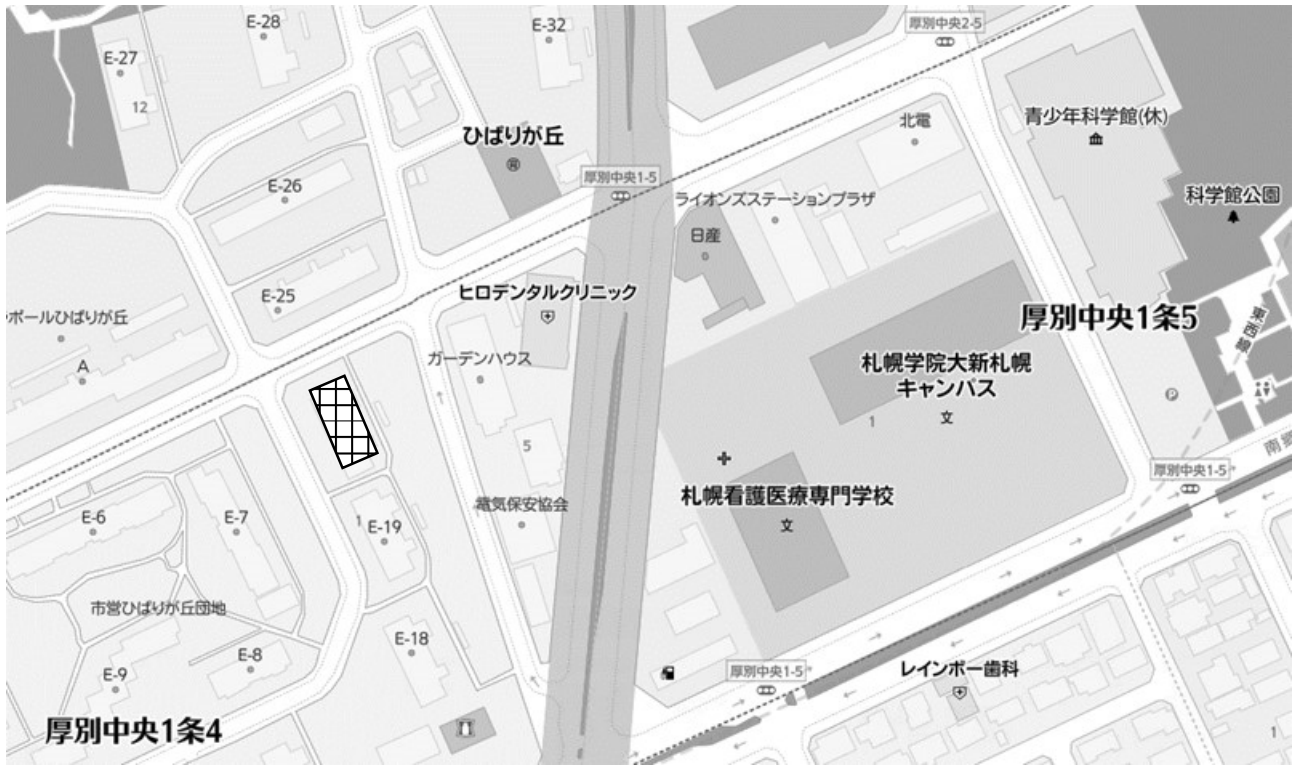 E-28
E-32
厚別中央2-5
E-27
12
青少年科学館(休)
北電
ひばりが丘
厚別中央1-5
E-26
ライオンズステーションプラザ
科学館公園
日産
E-25
ヒロデンタルクリニック
厚別中央1条5
ーポールひばりが丘
東西線
ガーデンハウス
札幌学院大新札幌
キャンパス
A
文
1
5
南郷
厚別中央1-5
札幌看護医療専門学校
文
電気保安協会
E-6
E-7
1
E-19
市営ひばりが丘団地
E-18
E-8
E-9
厚別中央1-5
レインボー歯科
厚別中央1条4
1